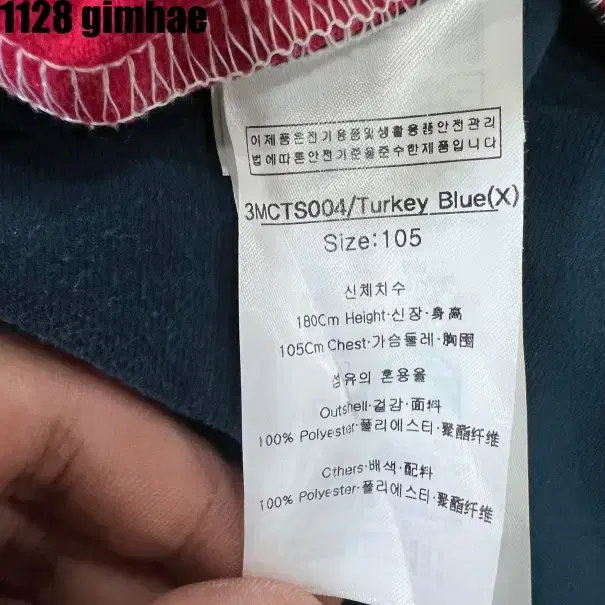 1128 gimhae
이제품은전기용품및생활용품안전관리
법에따른안전기준을준수한제품입니다
3MCTS004/Turkey Blue(X)
Size:105
신체치수
180Cm Height·신장·身高
105Cm Chest·가슴둘레·胸围
섬유의 혼용율
Outshell·겉감·面料
100% Polyester·폴리에스터·聚酯纤维
Cthers·배색·配料
100% Polyester·폴리에스터·聚酯纤维